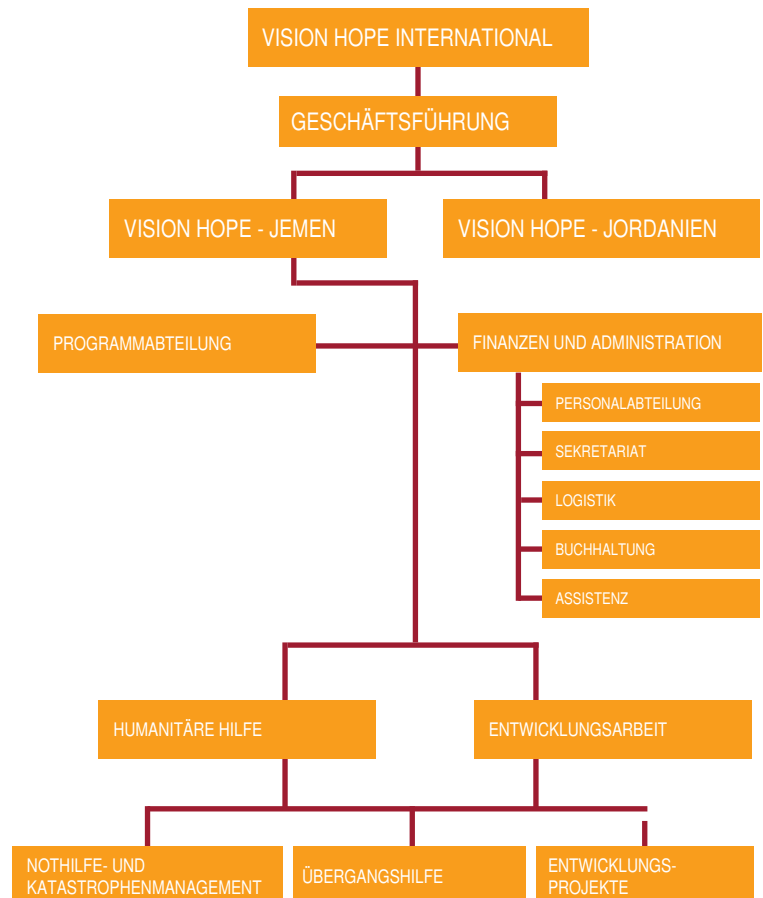 VISION HOPE INTERNATIONAL
GESCHÄFTSFÜHRUNG
VISION HOPE - JEMEN
VISION HOPE - JORDANIEN
PROGRAMMABTEILUNG
FINANZEN UND ADMINISTRATION
PERSONALABTEILUNG
SEKRETARIAT
LOGISTIK
BUCHHALTUNG
ASSISTENZ
HUMANITÄRE HILFE
ENTWICKLUNGSARBEIT
NOTHILFE- UND
KATASTROPHENMANAGEMENT
ÜBERGANGSHILFE
ENTWICKLUNGS-
PROJEKTE